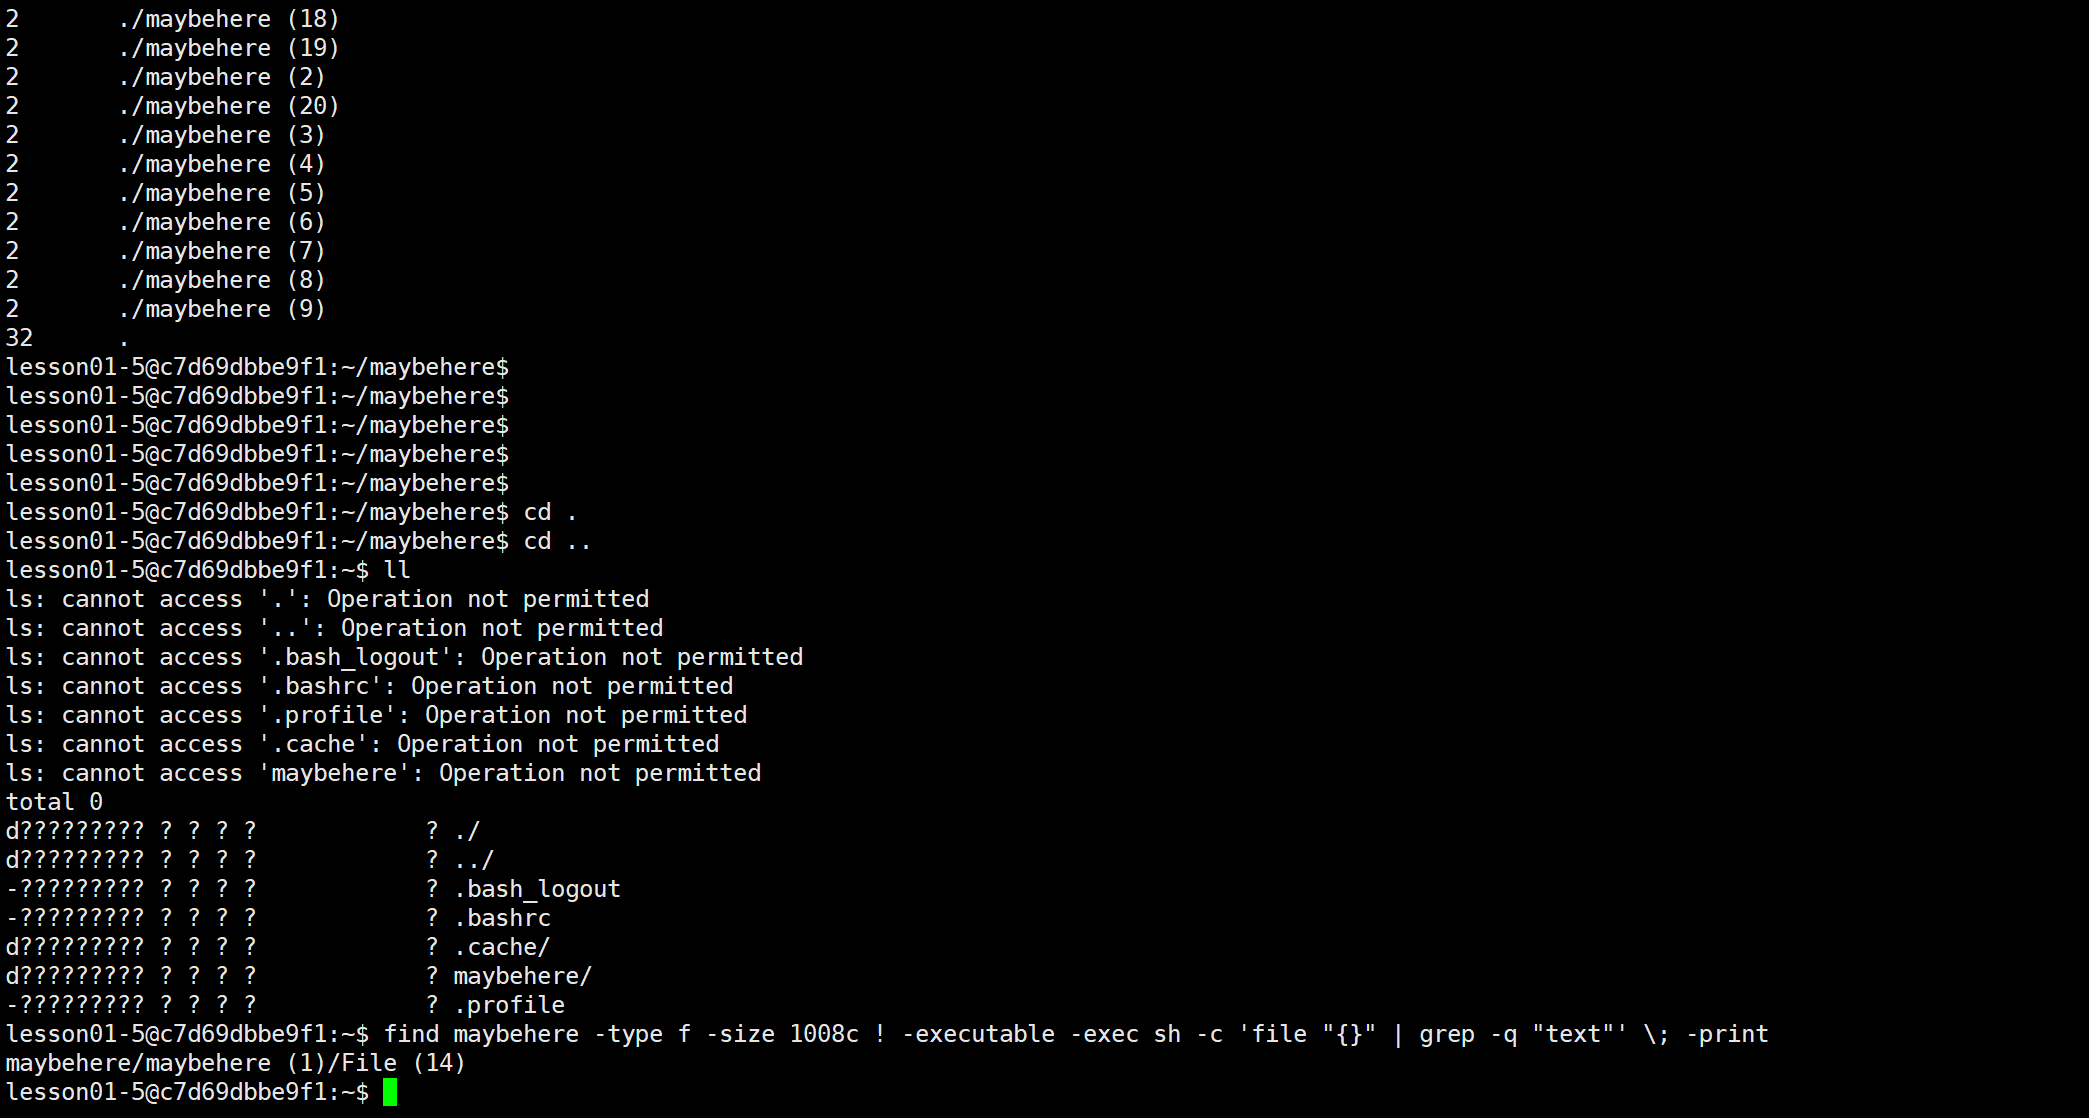 2       ./maybehere (18)
2       ./maybehere (19)
2       ./maybehere (2)
2       ./maybehere (20)
2       ./maybehere (3)
2       ./maybehere (4)
2       ./maybehere (5)
2       ./maybehere (6)
2       ./maybehere (7)
2       ./maybehere (8)
2       ./maybehere (9)
32      .
lesson01-5@c7d69dbbe9f1:~/maybehere$
lesson01-5@c7d69dbbe9f1:~/maybehere$
lesson01-5@c7d69dbbe9f1:~/maybehere$
lesson01-5@c7d69dbbe9f1:~/maybehere$
lesson01-5@c7d69dbbe9f1:~/maybehere$
lesson01-5@c7d69dbbe9f1:~/maybehere$ cd .
lesson01-5@c7d69dbbe9f1:~/maybehere$ cd ..
lesson01-5@c7d69dbbe9f1:~$ ll
ls: cannot access '.': Operation not permitted
ls: cannot access '..': Operation not permitted
ls: cannot access '.bash_logout': Operation not permitted
ls: cannot access '.bashrc': Operation not permitted
ls: cannot access '.profile': Operation not permitted
ls: cannot access '.cache': Operation not permitted
ls: cannot access 'maybehere': Operation not permitted
total 0
d????????? ? ? ? ?            ? ./
d????????? ? ? ? ?            ? ../
-????????? ? ? ? ?            ? .bash_logout
-????????? ? ? ? ?            ? .bashrc
d????????? ? ? ? ?            ? .cache/
d????????? ? ? ? ?            ? maybehere/
-????????? ? ? ? ?            ? .profile
lesson01-5@c7d69dbbe9f1:~$ find maybehere -type f -size 1008c ! -executable -exec sh -c 'file "{}" | grep -q "text"' \; -print
maybehere/maybehere (1)/File (14)
lesson01-5@c7d69dbbe9f1:~$